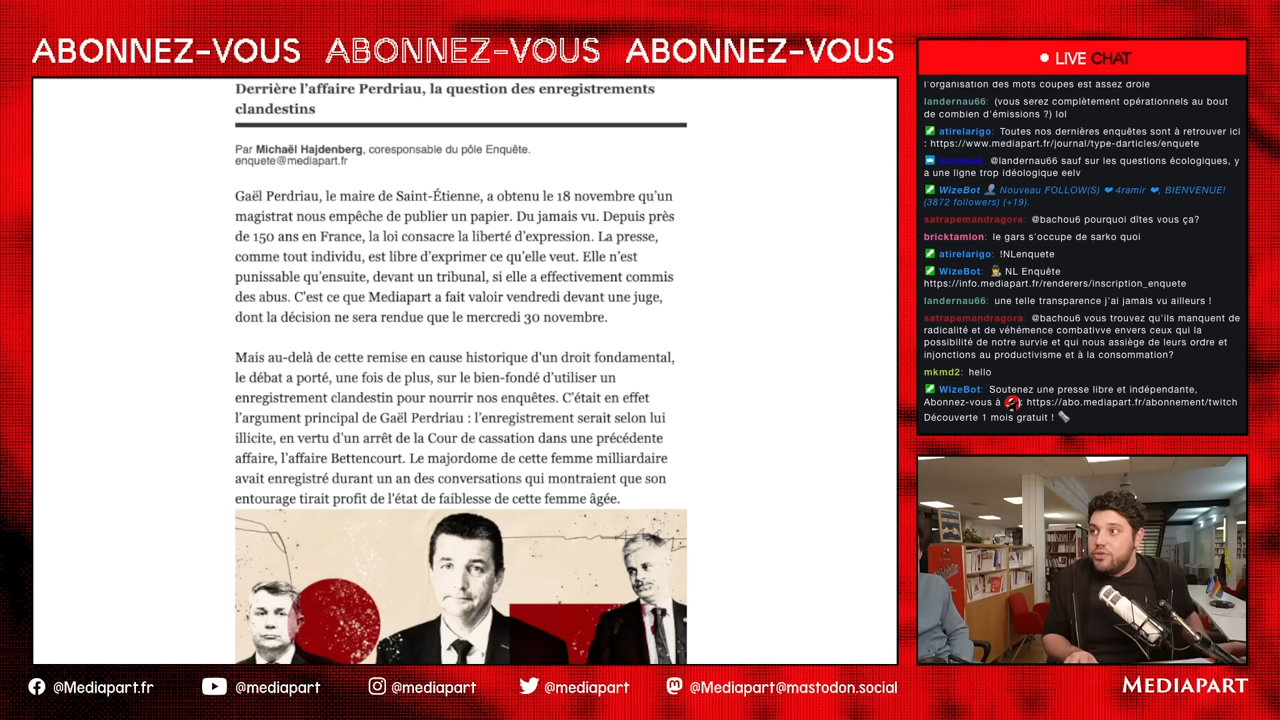 ABONNEZ-VOUS ABONNEZ-VOUS ABONNEZ-VOUS
Derrière l'affaire Perdriau, la question des enregistrements
clandestins
Par Michaël Hajdenberg, coresponsable du pôle Enquête.
enquete@mediapart.fr
Gaël Perdriau, le maire de Saint-Étienne, a obtenu le 18 novembre qu'un
magistrat nous empêche de publier un papier. Du jamais vu. Depuis près
de 150 ans en France, la loi consacre la liberté d'expression. La presse,
comme tout individu, est libre d'exprimer ce qu'elle veut. Elle n'est
punissable qu'ensuite, devant un tribunal, si elle a effectivement commis
des abus. C'est ce que Mediapart a fait valoir vendredi devant une juge,
dont la décision ne sera rendue que le mercredi 30 novembre.
Mais au-delà de cette remise en cause historique d'un droit fondamental,
le débat a porté, une fois de plus, sur le bien-fondé d'utiliser un
enregistrement clandestin pour nourrir nos enquêtes. C'était en effet
l'argument principal de Gaël Perdriau : l'enregistrement serait selon lui
illicite, en vertu d'un arrêt de la Cour de cassation dans une précédente
affaire, l'affaire Bettencourt. Le majordome de cette femme milliardaire
avait enregistré durant un an des conversations qui montraient que son
entourage tirait profit de l'état de faiblesse de cette femme âgée.
LIVE CHAT
l'organisation des mots coupes est assez drole
landernau66: (vous serez complètement opérationnels au bout
de combien d'émissions ?) lol
atirelarigo: Toutes nos dernières enquêtes sont à retrouver ici
: https://www.mediapart.fr/journal/type-darticles/enquete
@landernau66 sauf sur les questions écologiques, y
a une ligne trop idéologique eelv
WizeBot 👤 Nouveau FOLLOW(S) ❤ 4ramir ❤, BIENVENUE!
(3872 followers) (+19).
satrapemandragora: @bachou6 pourquoi dîtes vous ça?
bricktamlon: le gars s'occupe de sarko quoi
atirelarigo: !NLenquete
WizeBot: NL Enquête
https://info.mediapart.fr/renderers/inscription_enquete
landernau66: une telle transparence j'ai jamais vu ailleurs !
satrapemandragora: @bachou6 vous trouvez qu'ils manquent de
radicalité et de véhémence combativve envers ceux qui la
possibilité de notre survie et qui nous assiège de leurs ordre et
injonctions au productivisme et à la consommation?
mkmd2: hello
WizeBot: Soutenez une presse libre et indépendante,
Abonnez-vous à : https://abo.mediapart.fr/abonnement/twitch
Découverte 1 mois gratuit !
@Mediapart.fr @mediapart @mediapart @mediapart @Mediapart@mastodon.social
MEDIAPART